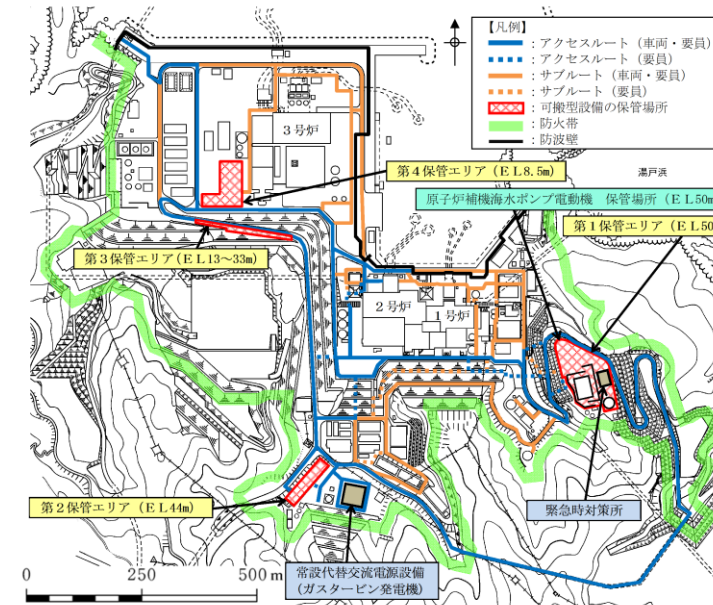 【凡例】
：アクセスルート（車両・要員）
：アクセスルート（要員）
：サブルート（車両・要員）
：サブルート（要員）
：可搬型設備の保管場所
：防火帯
：防波壁
３号炉
第４保管エリア（ＥＬ8.5m）
湯戸浜
原子炉補機海水ポンプ電動機　保管場所（ＥＬ50m
第１保管エリア（ＥＬ50
第３保管エリア（ＥＬ13～33m）
２号炉
１号炉
第２保管エリア（ＥＬ44m）
緊急時対策所
常設代替交流電源設備
（ガスタービン発電機）
0
250
500 m